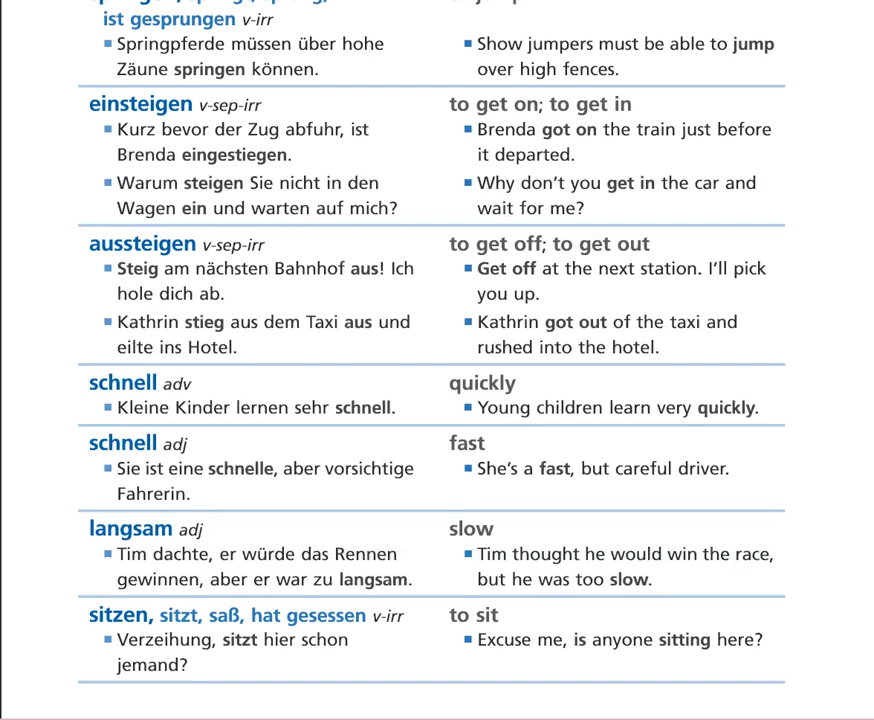 ist gesprungen v-irr
■ Springpferde müssen über hohe
Zäune springen können.
■ Show jumpers must be able to jump
over high fences.
einsteigen v-sep-irr
to get on; to get in
■ Kurz bevor der Zug abfuhr, ist
Brenda eingestiegen.
■ Brenda got on the train just before
it departed.
■ Warum steigen Sie nicht in den
Wagen ein und warten auf mich?
■ Why don't you get in the car and
wait for me?
aussteigen v-sep-irr
to get off; to get out
■ Steig am nächsten Bahnhof aus! Ich
hole dich ab.
■ Get off at the next station. I'll pick
you up.
■ Kathrin stieg aus dem Taxi aus und
eilte ins Hotel.
■ Kathrin got out of the taxi and
rushed into the hotel.
schnell adv
quickly
■ Kleine Kinder lernen sehr schnell.
■ Young children learn very quickly.
schnell adj
fast
■ Sie ist eine schnelle, aber vorsichtige
Fahrerin.
■ She's a fast, but careful driver.
langsam adj
slow
■ Tim dachte, er würde das Rennen
gewinnen, aber er war zu langsam.
■ Tim thought he would win the race,
but he was too slow.
sitzen, sitzt, saß, hat gesessen v-irr
to sit
■ Verzeihung, sitzt hier schon
jemand?
■ Excuse me, is anyone sitting here?